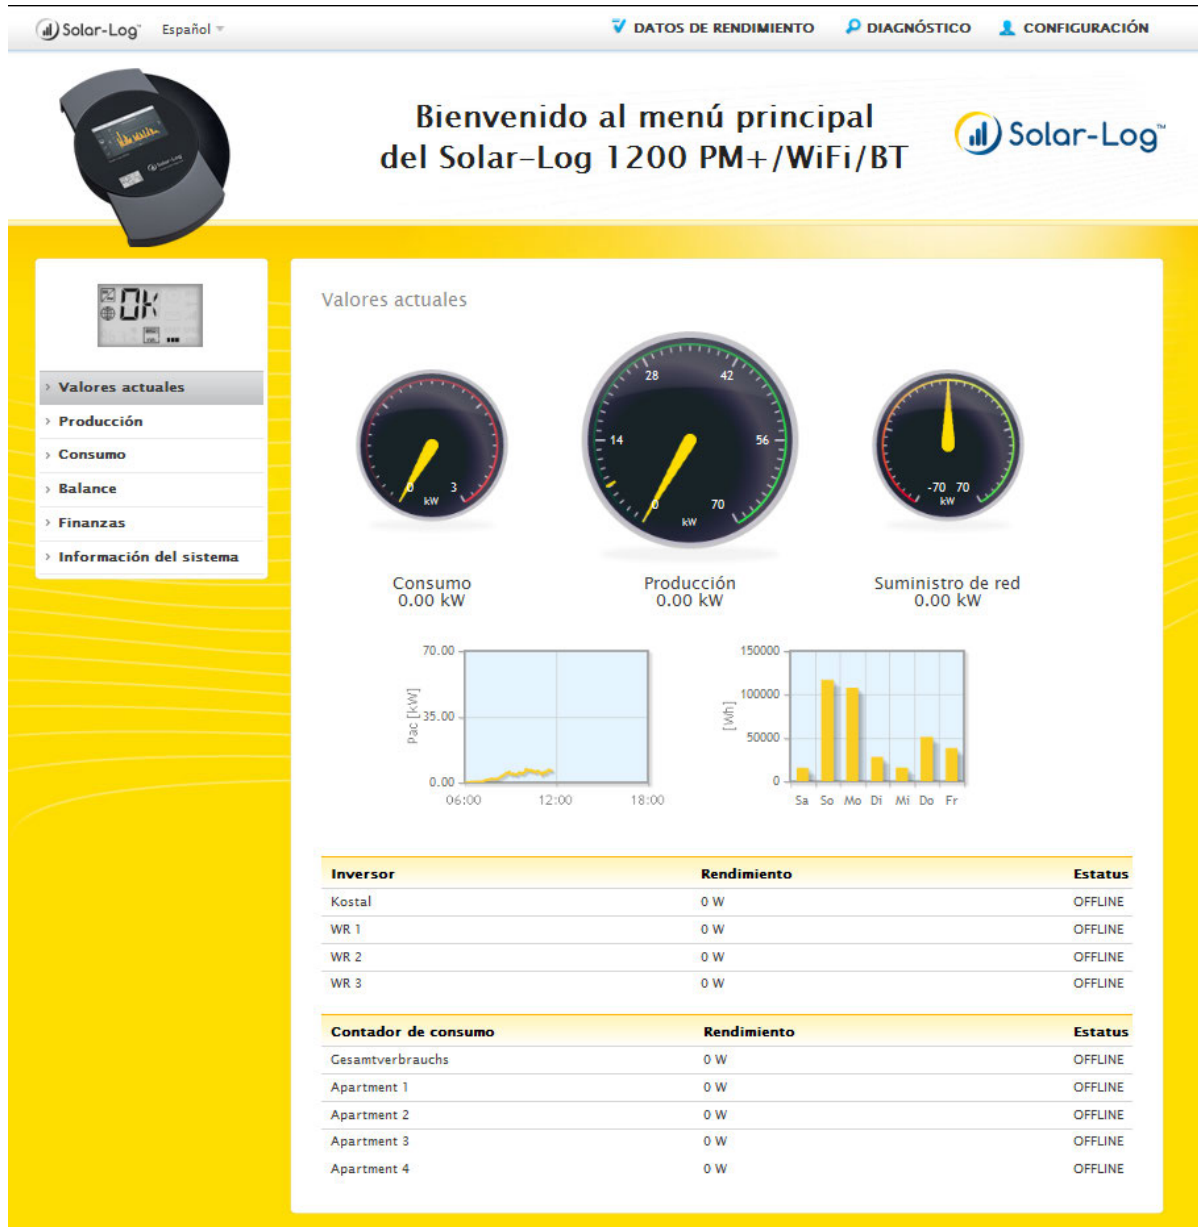 Solar-Log™ Español DATOS DE RENDIMIENTO DIAGNÓSTICO CONFIGURACIÓN
Bienvenido al menú principal
del Solar-Log 1200 PM+/WiFi/BT
Solar-Log™
OK
› Valores actuales
› Producción
› Consumo
› Balance
› Finanzas
› Información del sistema
Valores actuales
0 3
kW
0 14 28 42 56 70
kW
-70 70
kW
Consumo
0.00 kW
Producción
0.00 kW
Suministro de red
0.00 kW
Pac [kW]
70.00
35.00
0.00
06:00 12:00 18:00
[Wh]
150000
100000
50000
0
Sa So Mo Di Mi Do Fr
Inversor Rendimiento Estatus
Kostal 0 W OFFLINE
WR 1 0 W OFFLINE
WR 2 0 W OFFLINE
WR 3 0 W OFFLINE
Contador de consumo Rendimiento Estatus
Gesamtverbrauchs 0 W OFFLINE
Apartment 1 0 W OFFLINE
Apartment 2 0 W OFFLINE
Apartment 3 0 W OFFLINE
Apartment 4 0 W OFFLINE